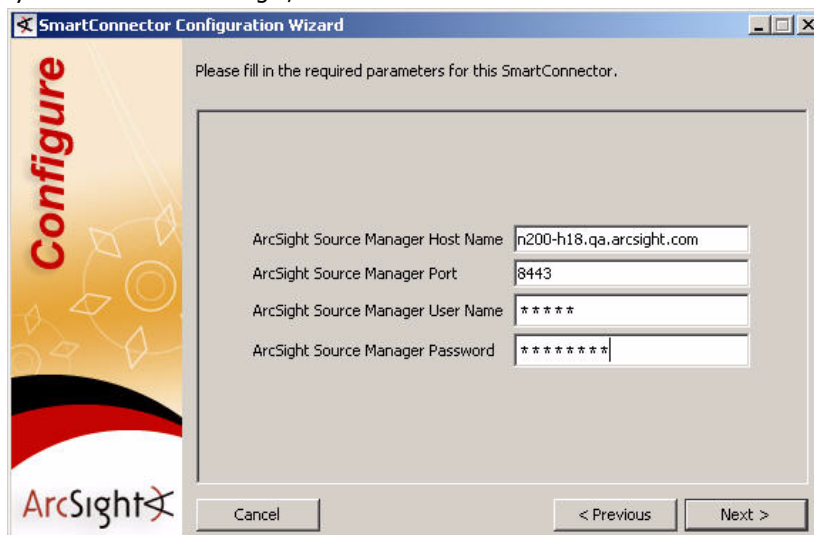 SmartConnector Configuration Wizard
Configure
Please fill in the required parameters for this SmartConnector.
ArcSight Source Manager Host Name n200-h18.qa.arcsight.com
ArcSight Source Manager Port 8443
ArcSight Source Manager User Name *****
ArcSight Source Manager Password ********
ArcSight
Cancel < Previous Next >